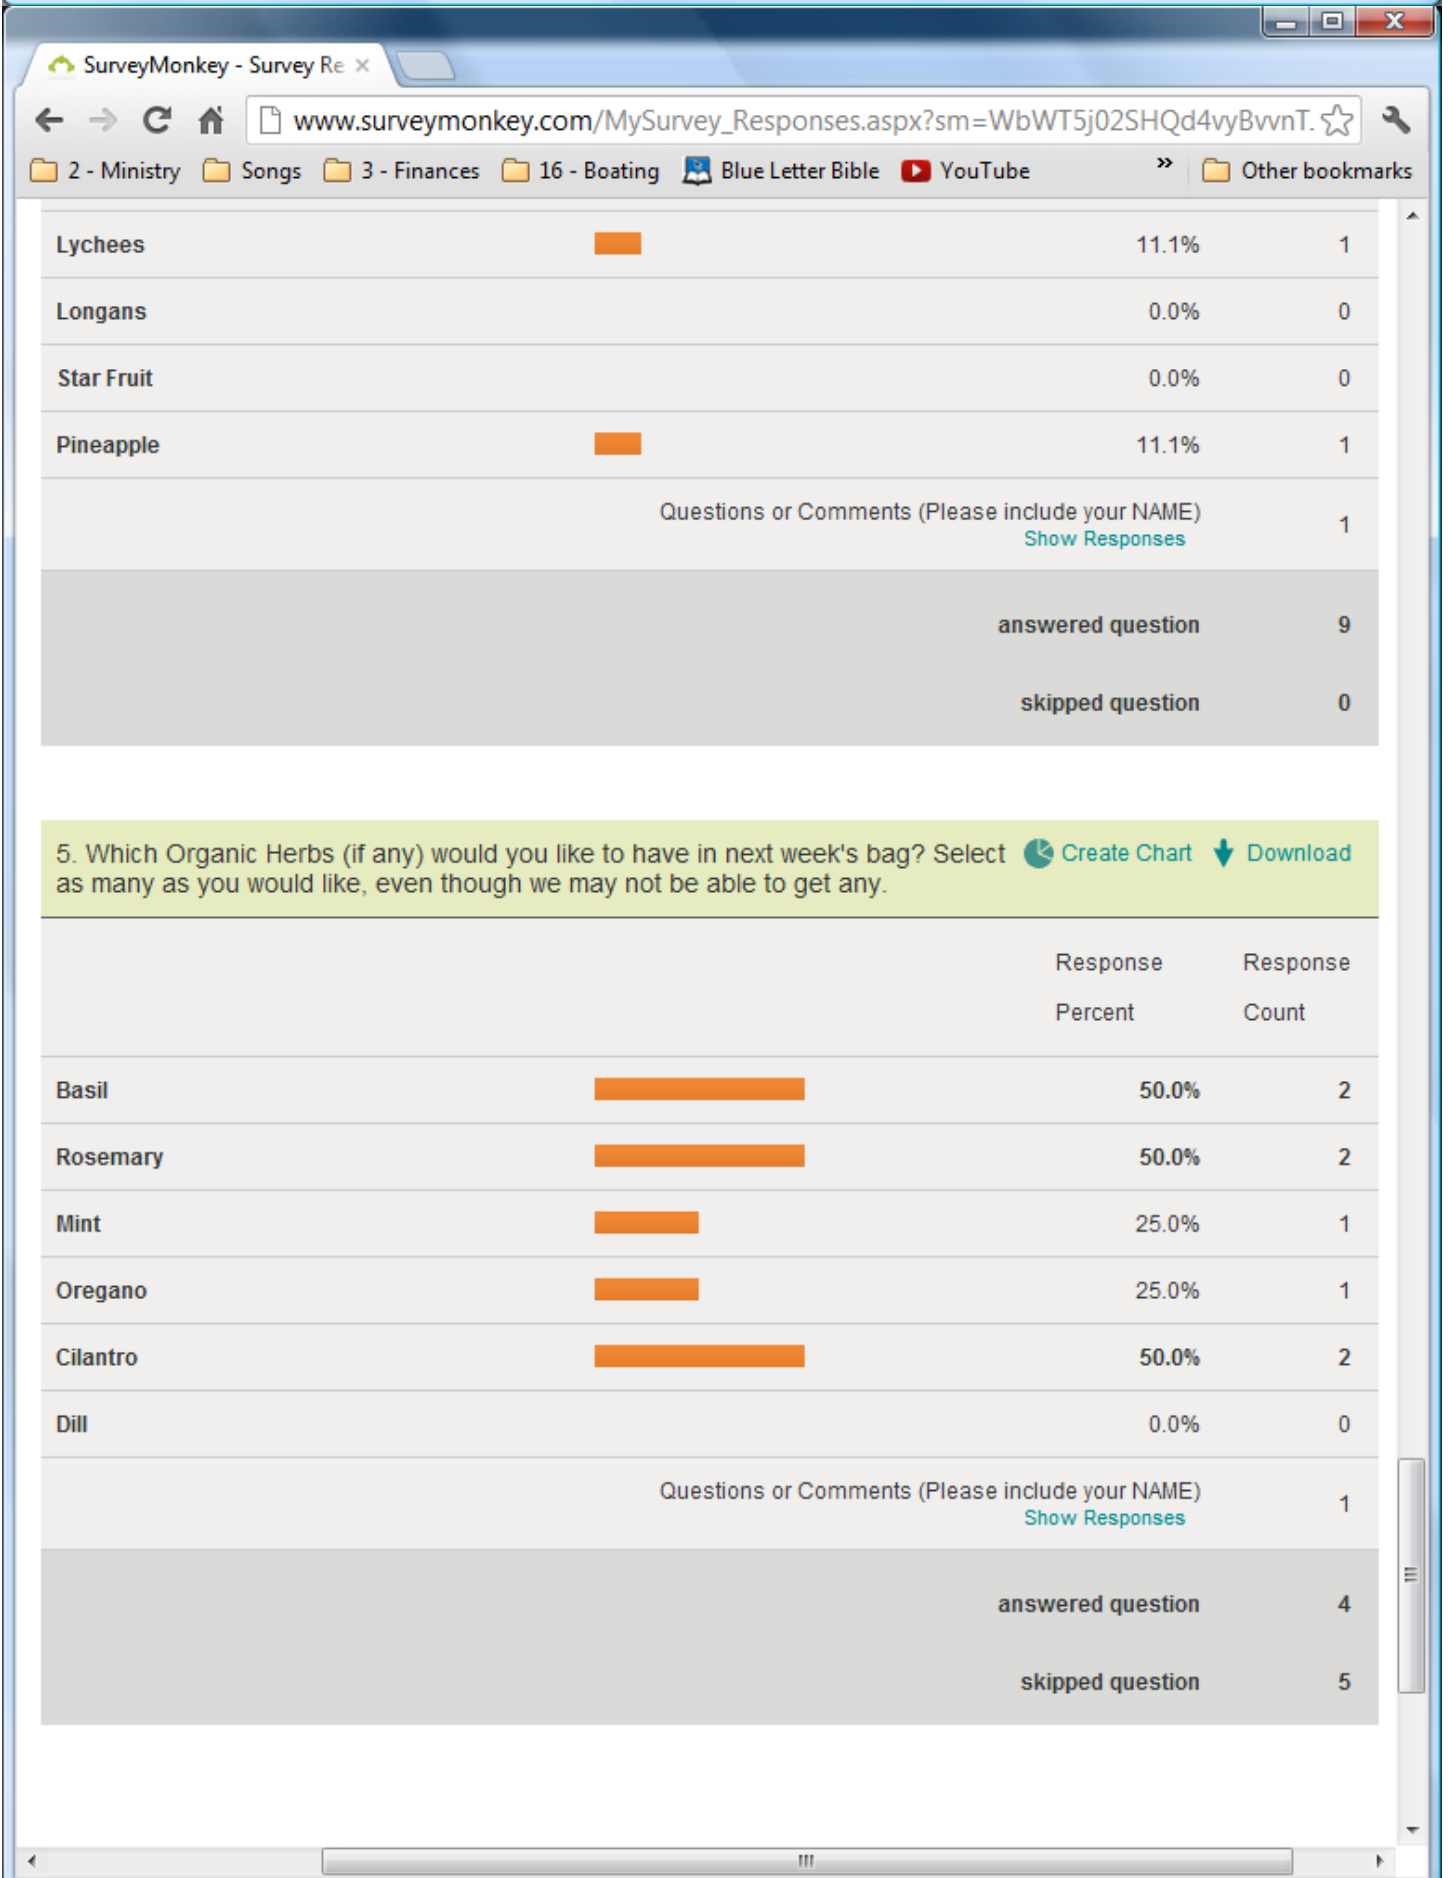 SurveyMonkey - Survey Re
www.surveymonkey.com/MySurvey_Responses.aspx?sm=WbWT5j02SHQd4vyBvvnT.
2 - Ministry Songs 3 - Finances 16 - Boating Blue Letter Bible YouTube » Other bookmarks
Lychees 11.1% 1
Longans 0.0% 0
Star Fruit 0.0% 0
Pineapple 11.1% 1
Questions or Comments (Please include your NAME)
Show Responses 1
answered question 9
skipped question 0
5. Which Organic Herbs (if any) would you like to have in next week's bag? Select Create Chart Download
as many as you would like, even though we may not be able to get any.
Response Response
Percent Count
Basil 50.0% 2
Rosemary 50.0% 2
Mint 25.0% 1
Oregano 25.0% 1
Cilantro 50.0% 2
Dill 0.0% 0
Questions or Comments (Please include your NAME)
Show Responses 1
answered question 4
skipped question 5